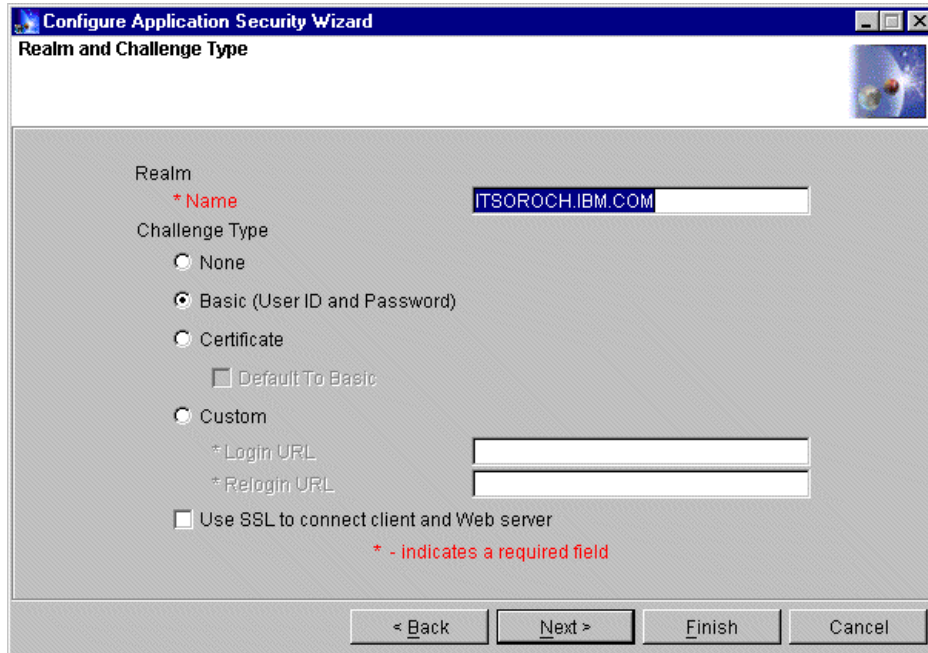 Configure Application Security Wizard
Realm and Challenge Type
Realm
* Name ITSOROCH.IBM.COM
Challenge Type
None
Basic (User ID and Password)
Certificate
Default To Basic
Custom
* Login URL
* Relogin URL
Use SSL to connect client and Web server
* - indicates a required field
< Back Next > Finish Cancel